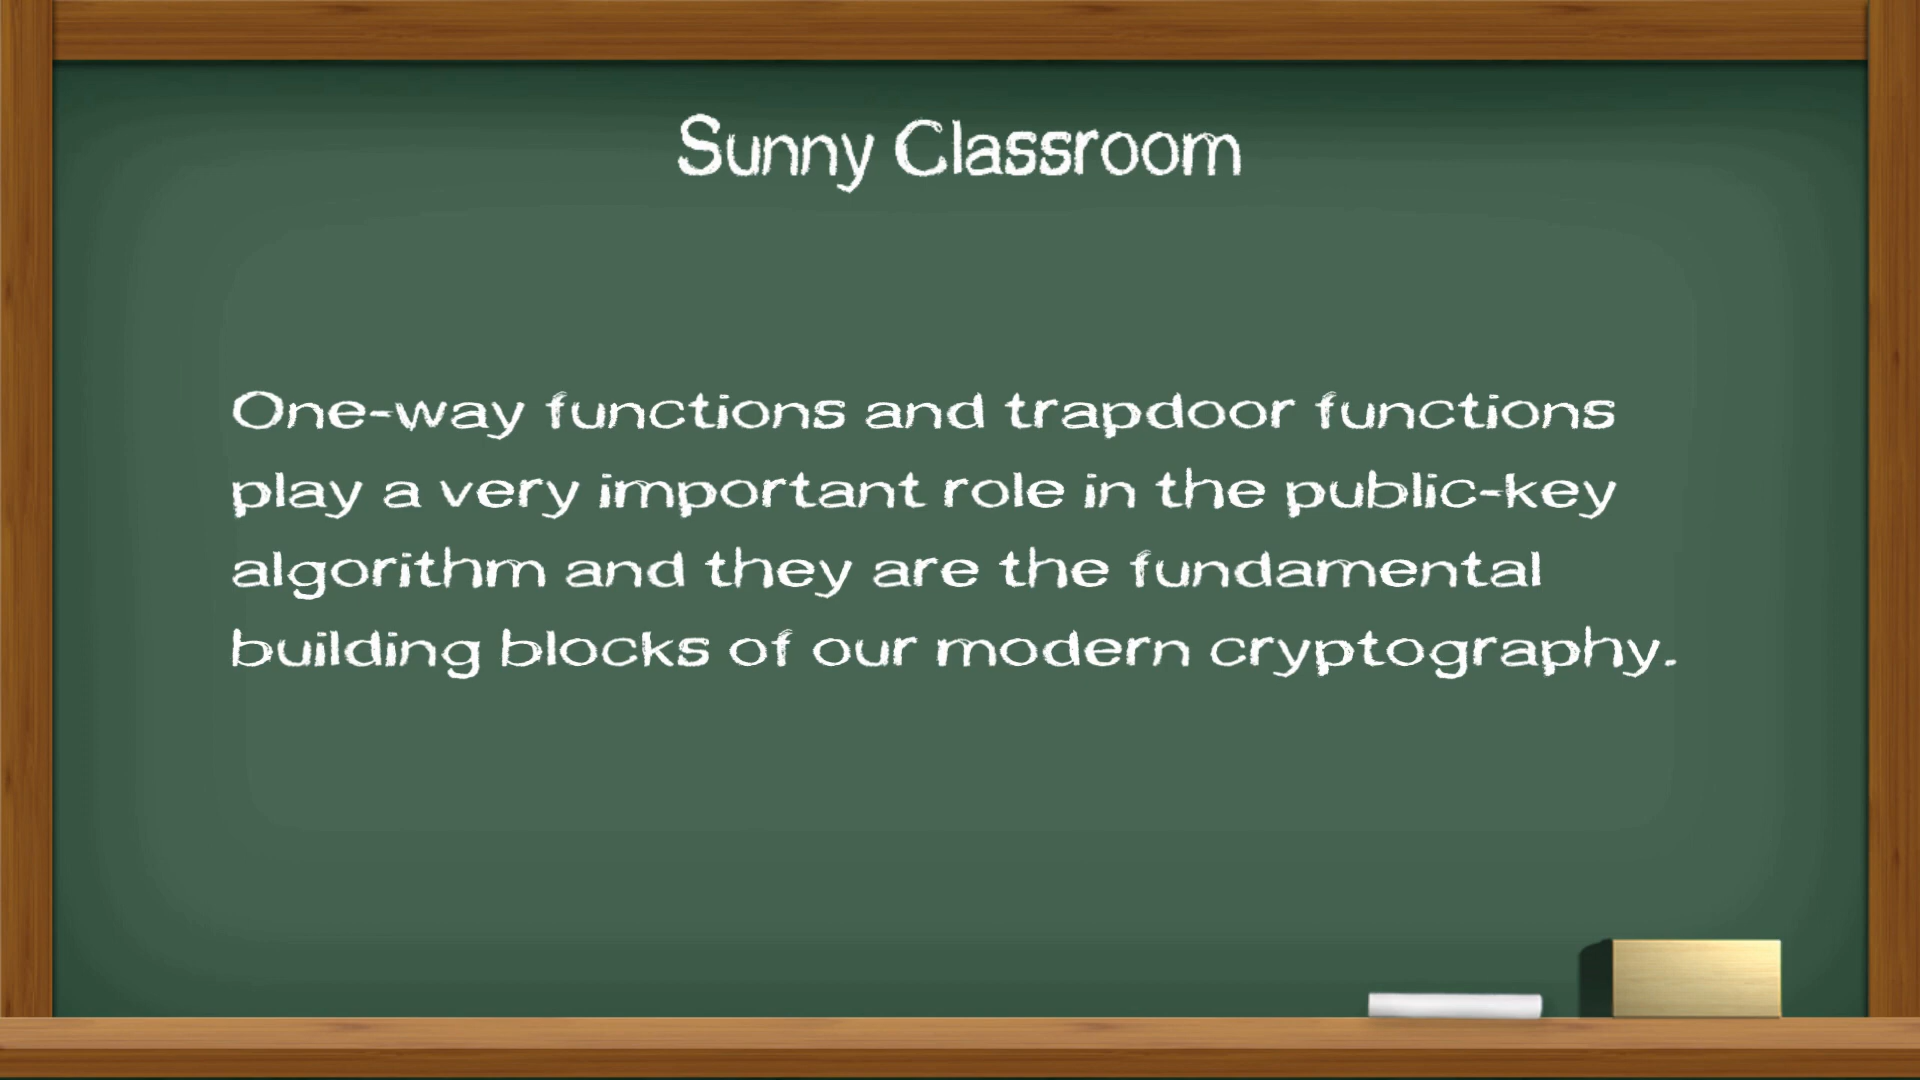 Sunny Classroom
One-way functions and trapdoor functions
play a very important role in the public-key
algorithm and they are the fundamental
building blocks of our modern cryptography.